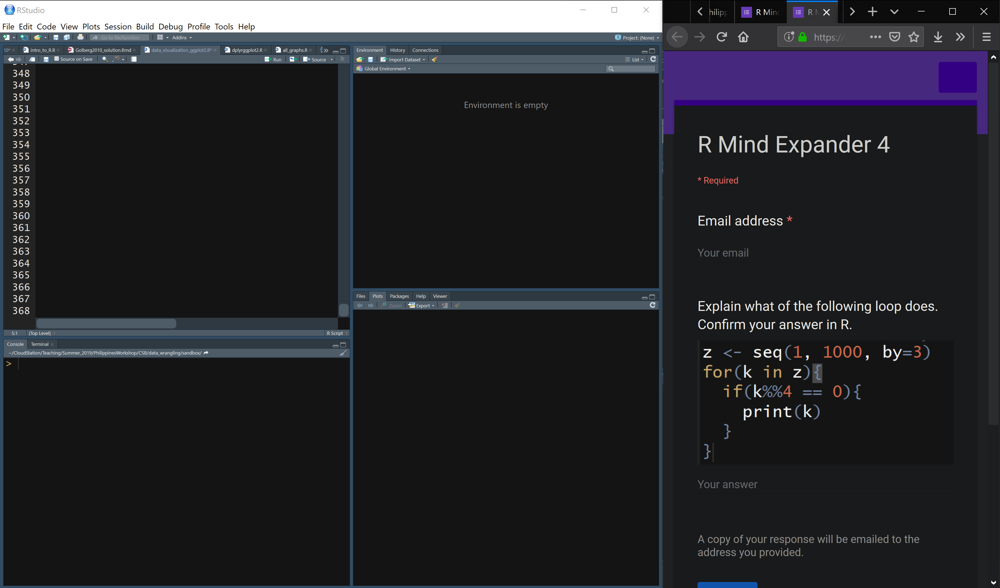 RStudio
File Edit Code View Plots Session Build Debug Profile Tools Help
Go to file/function
Addins
Project: (None)
10*
intro_to_R.R
Golberg2010_solution.Rmd
data_visualization_ggplot2.R*
dplyrggplot2.R
all_graphs.R
Source on Save
Run
Source
348
349
350
351
352
353
354
355
356
357
358
359
360
361
362
363
364
365
366
367
368
5:1
(Top Level)
R Script
Console
Terminal
~/CloudStation/Teaching/Summer_2019/PhilippinesWorkshop/CSB/data_wrangling/sandbox/
>
Environment
History
Connections
Import Dataset
List
Global Environment
Environment is empty
Files
Plots
Packages
Help
Viewer
Zoom
Export
hilipp
R Min
R M
https://
R Mind Expander 4
* Required
Email address *
Your email
Explain what of the following loop does.
Confirm your answer in R.
z <- seq(1, 1000, by=3)
for(k in z){
if(k%%4 == 0){
print(k)
}
}
Your answer
A copy of your response will be emailed to the
address you provided.